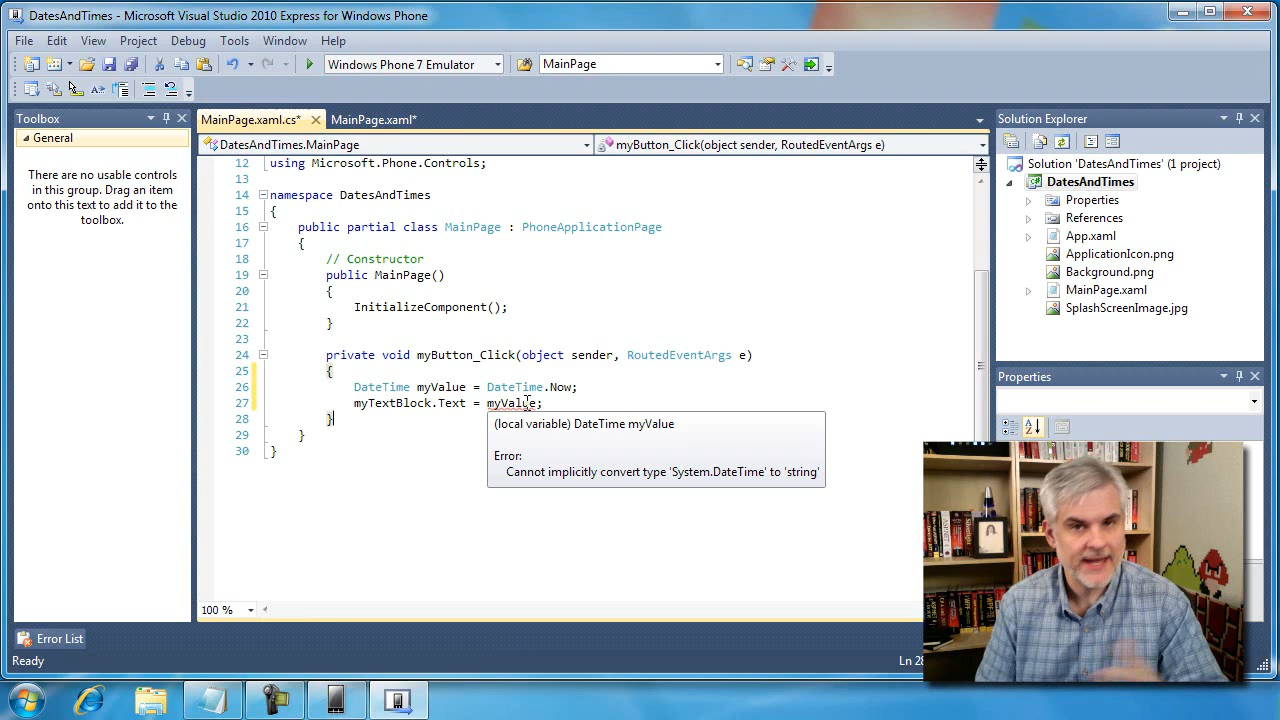 DatesAndTimes - Microsoft Visual Studio 2010 Express for Windows Phone
File Edit View Project Debug Tools Window Help
Windows Phone 7 Emulator MainPage
Toolbox
General
There are no usable controls
in this group. Drag an item
onto this text to add it to the
toolbox.
MainPage.xaml.cs* MainPage.xaml*
DatesAndTimes.MainPage myButton_Click(object sender, RoutedEventArgs e)
12 using Microsoft.Phone.Controls;
13
14 namespace DatesAndTimes
15 {
16 public partial class MainPage : PhoneApplicationPage
17 {
18 // Constructor
19 public MainPage()
20 {
21 InitializeComponent();
22 }
23
24 private void myButton_Click(object sender, RoutedEventArgs e)
25 {
26 DateTime myValue = DateTime.Now;
27 myTextBlock.Text = myValue;
28 }
29 }
30 }
(local variable) DateTime myValue
Error:
Cannot implicitly convert type 'System.DateTime' to 'string'
100 %
Solution Explorer
Solution 'DatesAndTimes' (1 project)
DatesAndTimes
Properties
References
App.xaml
ApplicationIcon.png
Background.png
MainPage.xaml
SplashScreenImage.jpg
Properties
Error List
Ready
Ln 28